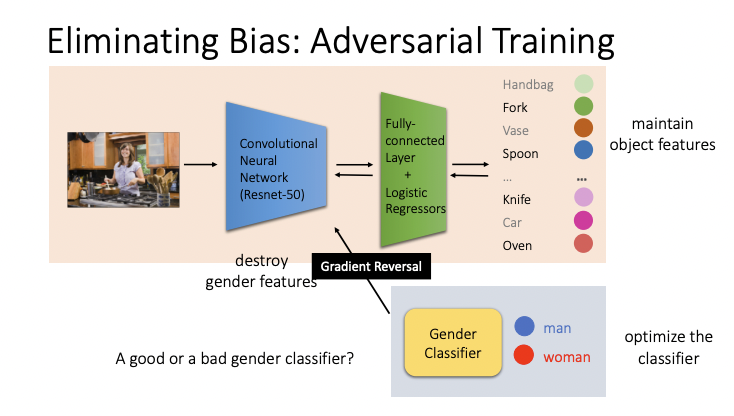 Eliminating Bias: Adversarial Training
Handbag
Fork
Vase
Spoon
...
Knife
Car
Oven
...
maintain
object features
Convolutional
Neural
Network
(Resnet-50)
Fully-
connected
Layer
+
Logistic
Regressors
destroy
gender features
Gradient Reversal
Gender
Classifier
man
woman
optimize the
classifier
A good or a bad gender classifier?